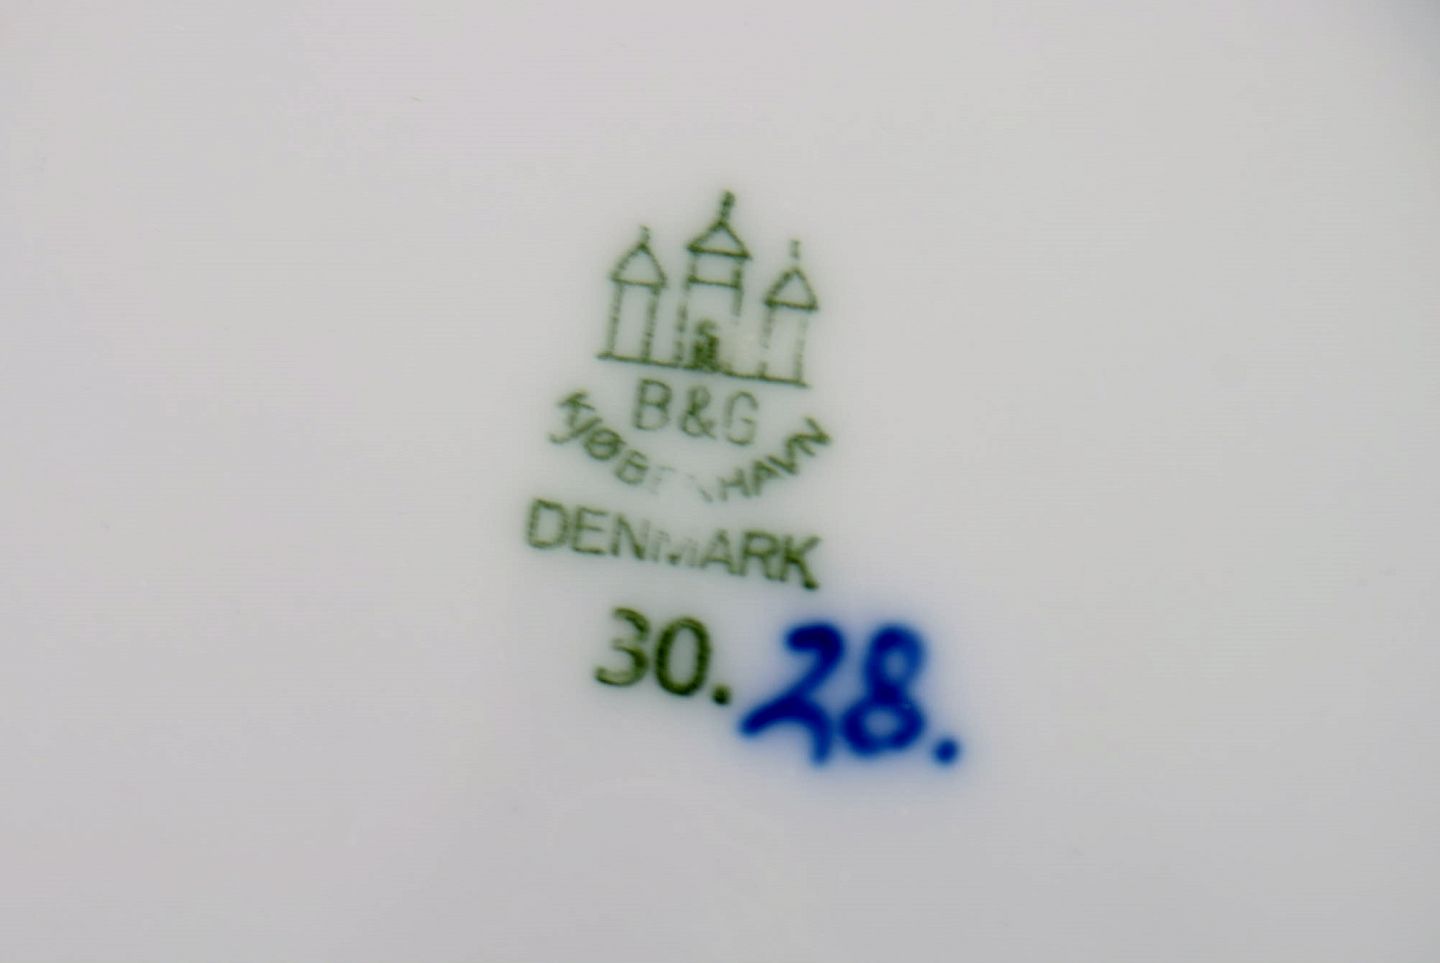 B&G
KJØBENHAVN
DENMARK
30. 28.